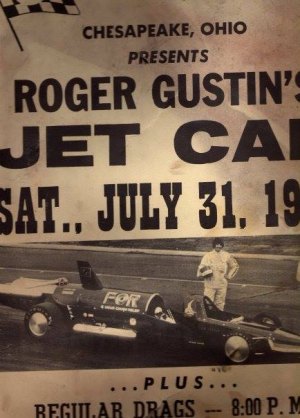 CHESAPEAKE, OHIO
PRESENTS
ROGER GUSTIN'S
JET CA
SAT., JULY 31, 19
FOR
...PLUS...
REGULAR DRAGS — 8:00 P. M